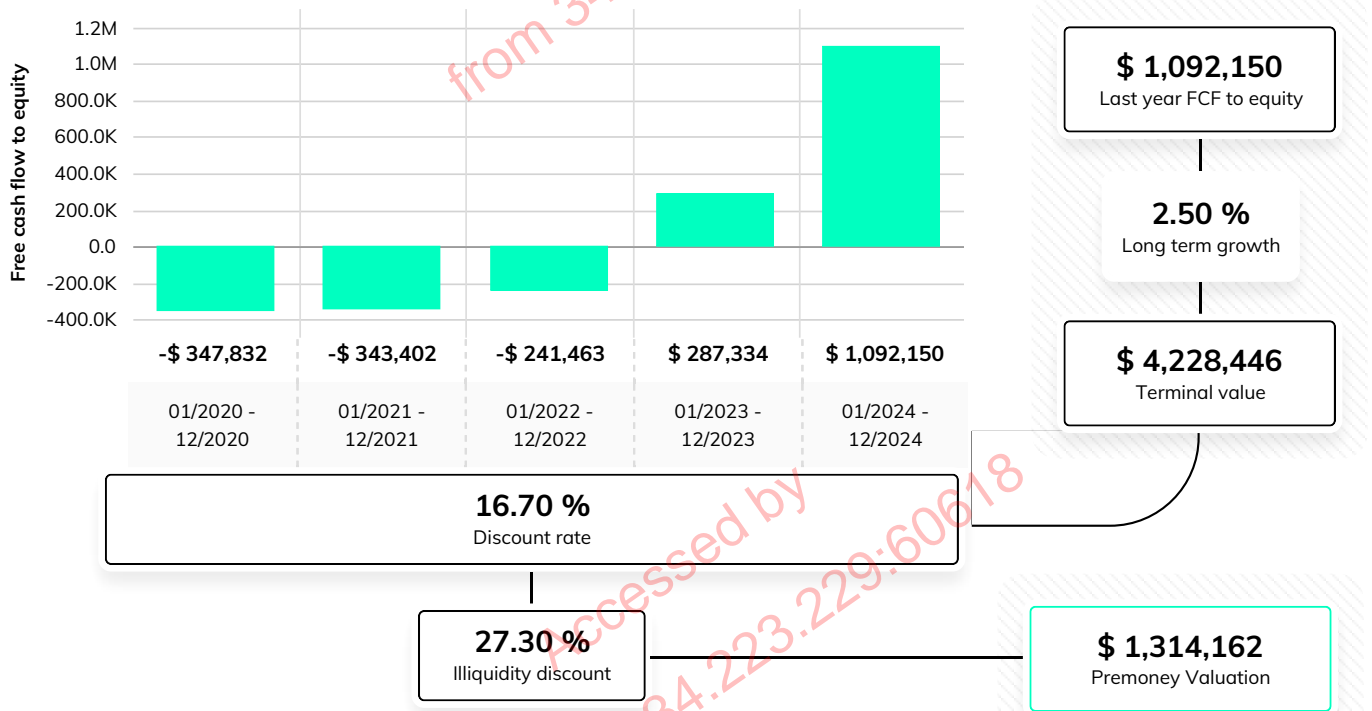 Free cash flow to equity
1.2M
1.0M
800.0K
600.0K
400.0K
200.0K
0.0
-200.0K
-400.0K
-$ 347,832
-$ 343,402
-$ 241,463
$ 287,334
$ 1,092,150
01/2020 -
12/2020
01/2021 -
12/2021
01/2022 -
12/2022
01/2023 -
12/2023
01/2024 -
12/2024
16.70 %
Discount rate
27.30 %
Illiquidity discount
$ 1,092,150
Last year FCF to equity
2.50 %
Long term growth
$ 4,228,446
Terminal value
$ 1,314,162
Premoney Valuation
from 34.
Accessed by
34.223.229:60618